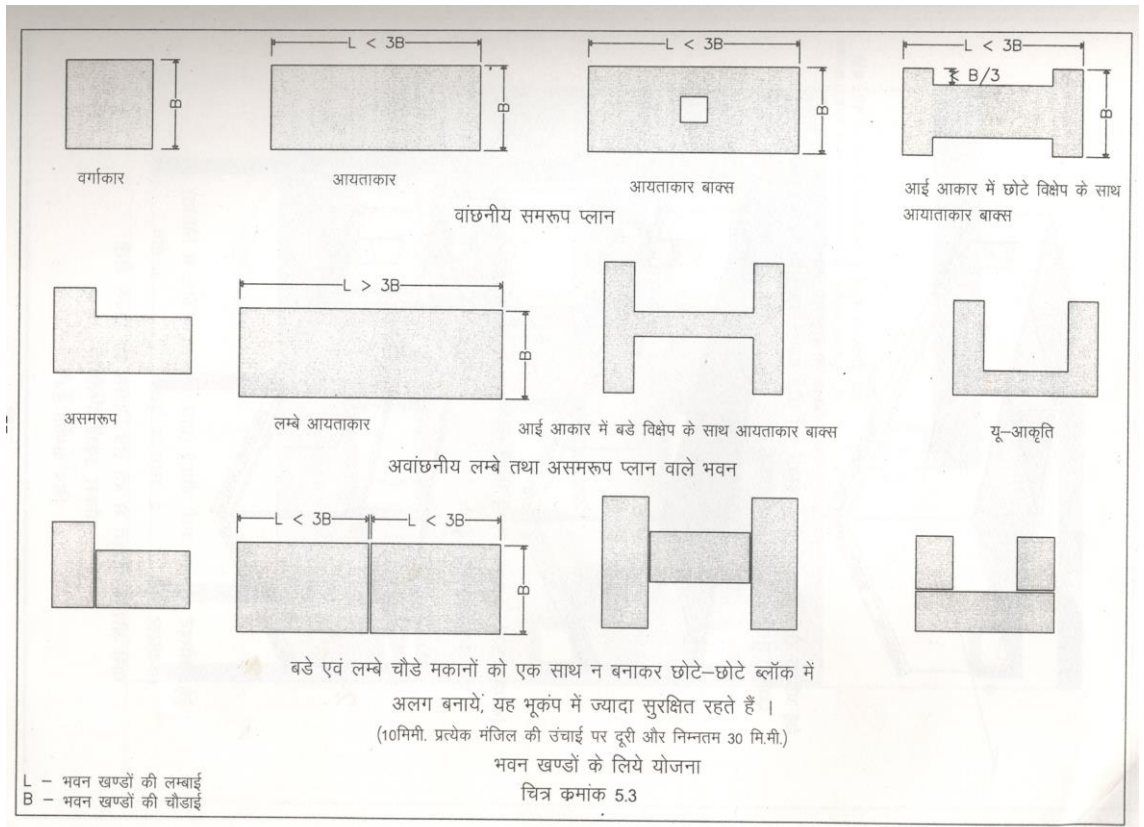 L < 3B
L < 3B
L < 3B
B
B
B
< B/3
B
वर्गाकार
आयताकार
आयताकार बाक्स
आई आकार में छोटे विक्षेप के साथ
आयाताकार बाक्स
वांछनीय समरूप प्लान
L > 3B
B
असमरूप
लम्बे आयताकार
आई आकार में बडे विक्षेप के साथ आयताकार बाक्स
यू–आकृति
अवांछनीय लम्बे तथा असमरूप प्लान वाले भवन
L < 3B
L < 3B
B
बडे एवं लम्बे चौडे मकानों को एक साथ न बनाकर छोटे–छोटे ब्लॉक में
अलग बनाये, यह भूकंप में ज्यादा सुरक्षित रहते हैं ।
(10मिमी. प्रत्येक मंजिल की उंचाई पर दूरी और निम्नतम 30 मि.मी.)
भवन खण्डों के लिये योजना
चित्र क्रमांक 5.3
L – भवन खण्डों की लम्बाई
B – भवन खण्डों की चौडाई